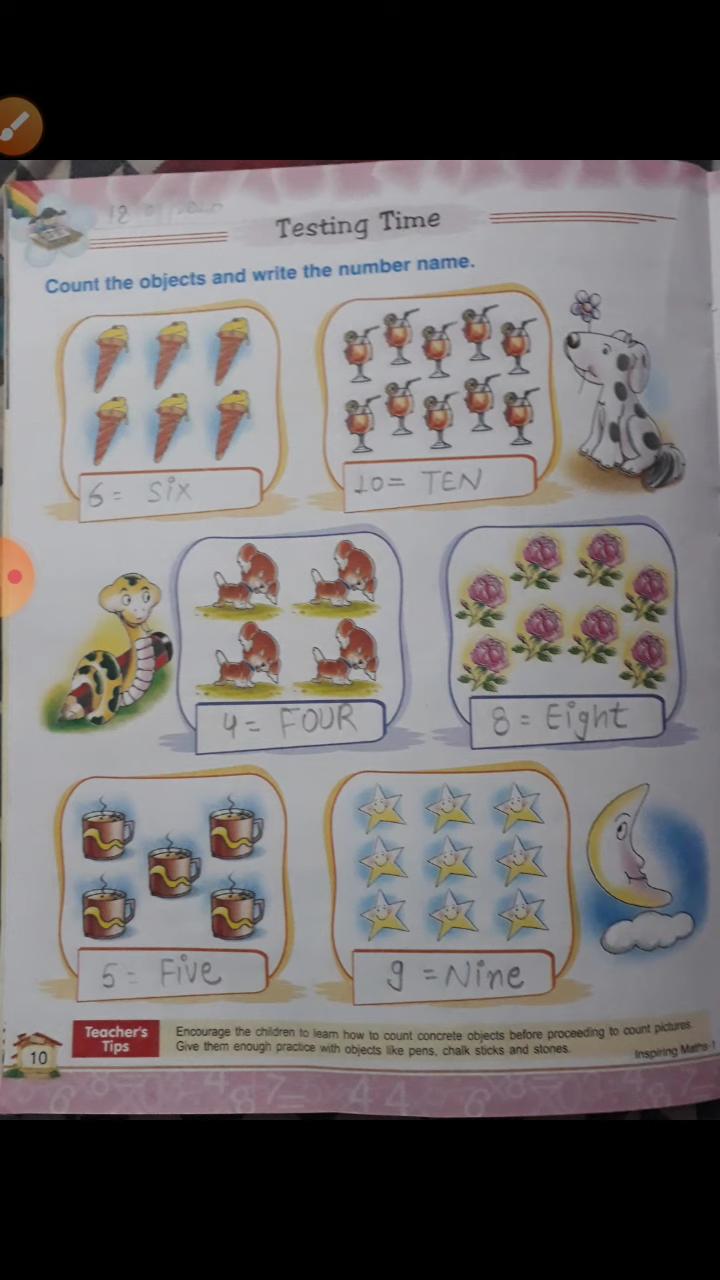 Testing Time
Count the objects and write the number name.
6 = Six
10 = TEN
4 = FOUR
8 = Eight
5 = Five
9 = Nine
10
Teacher's Tips
Encourage the children to learn how to count concrete objects before proceeding to count pictures.
Give them enough practice with objects like pens, chalk sticks and stones.
Inspiring Maths-1